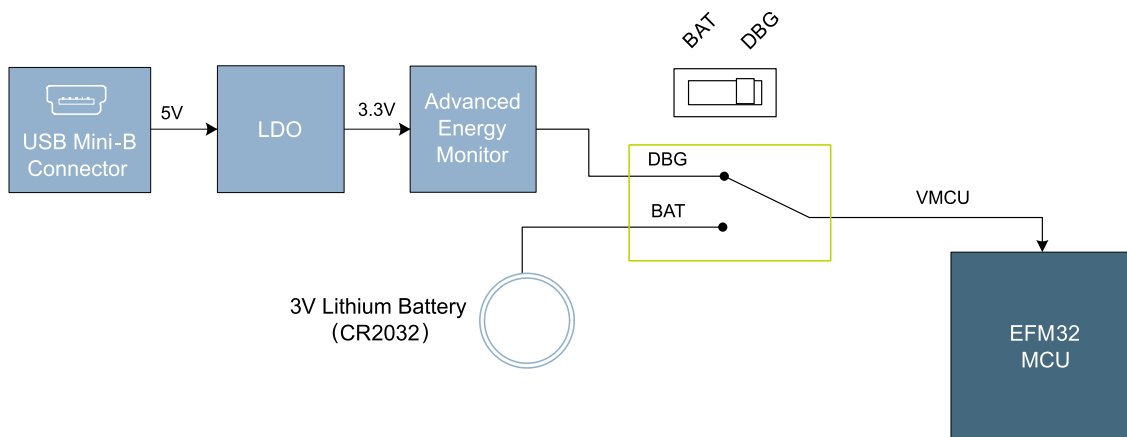 BAT
DBG
USB Mini-B
Connector
5V
LDO
3.3V
Advanced
Energy
Monitor
DBG
BAT
VMCU
3V Lithium Battery
(CR2032)
EFM32
MCU